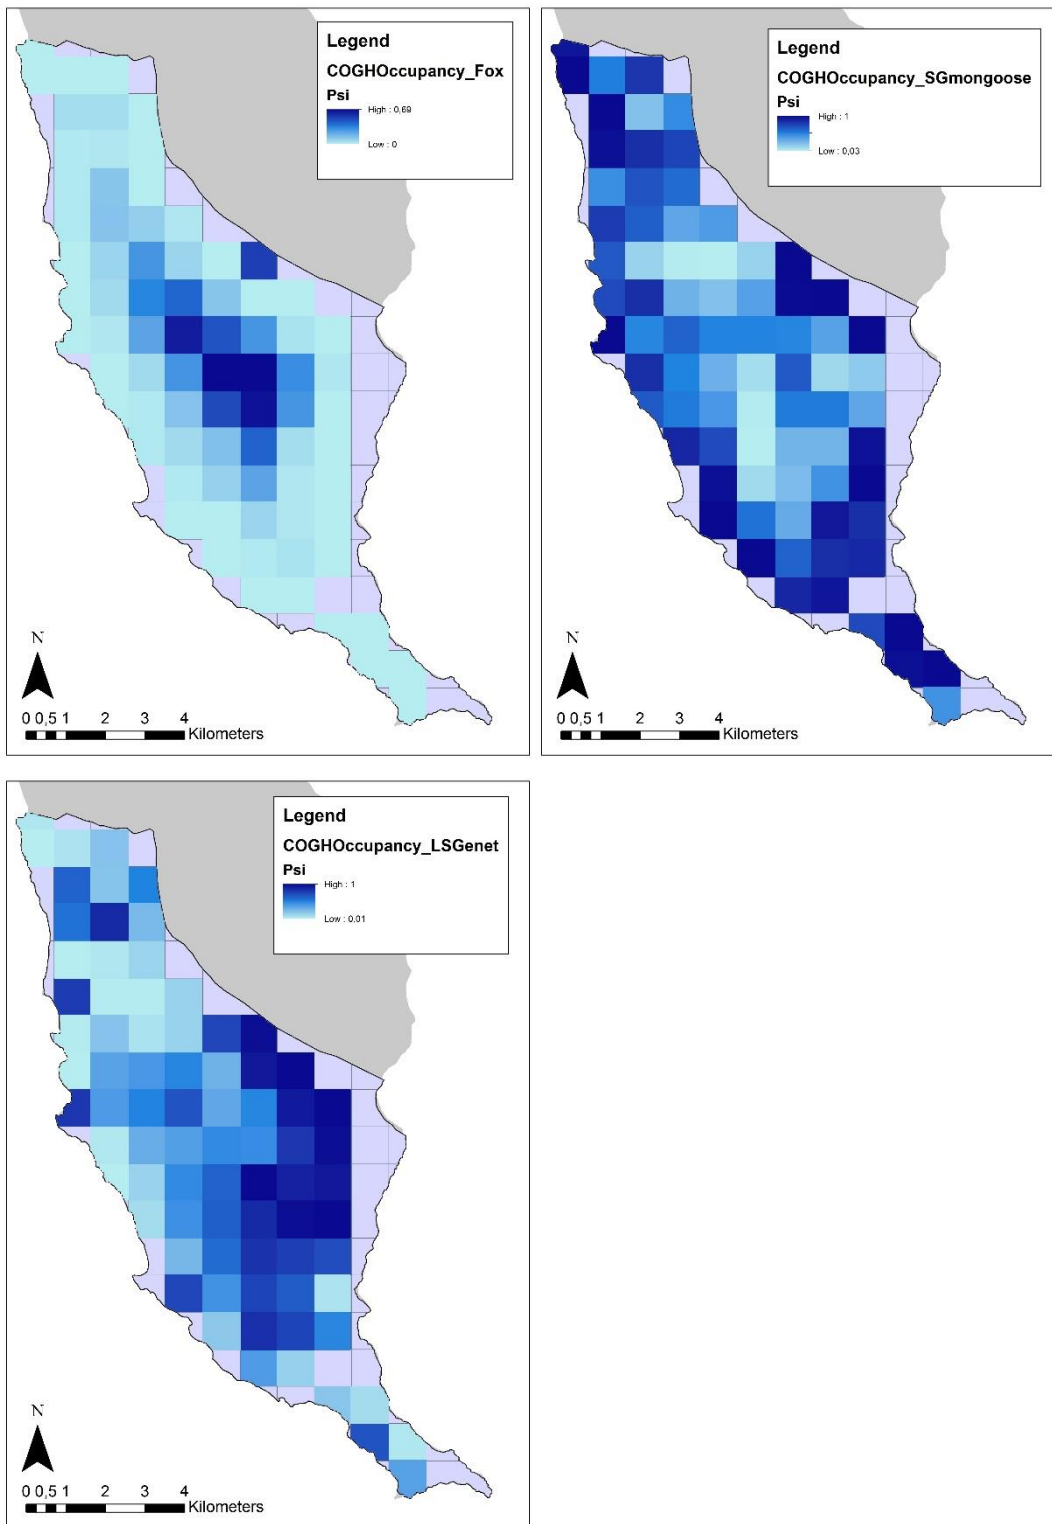 Legend
COGHOccupancy_Fox
Psi
High : 0,69
Low : 0
N
0 0,5 1 2 3 4
Kilometers
Legend
COGHOccupancy_SGmongoose
Psi
High : 1
Low : 0,03
N
0 0,5 1 2 3 4
Kilometers
Legend
COGHOccupancy_LSGenet
Psi
High : 1
Low : 0,01
N
0 0,5 1 2 3 4
Kilometers